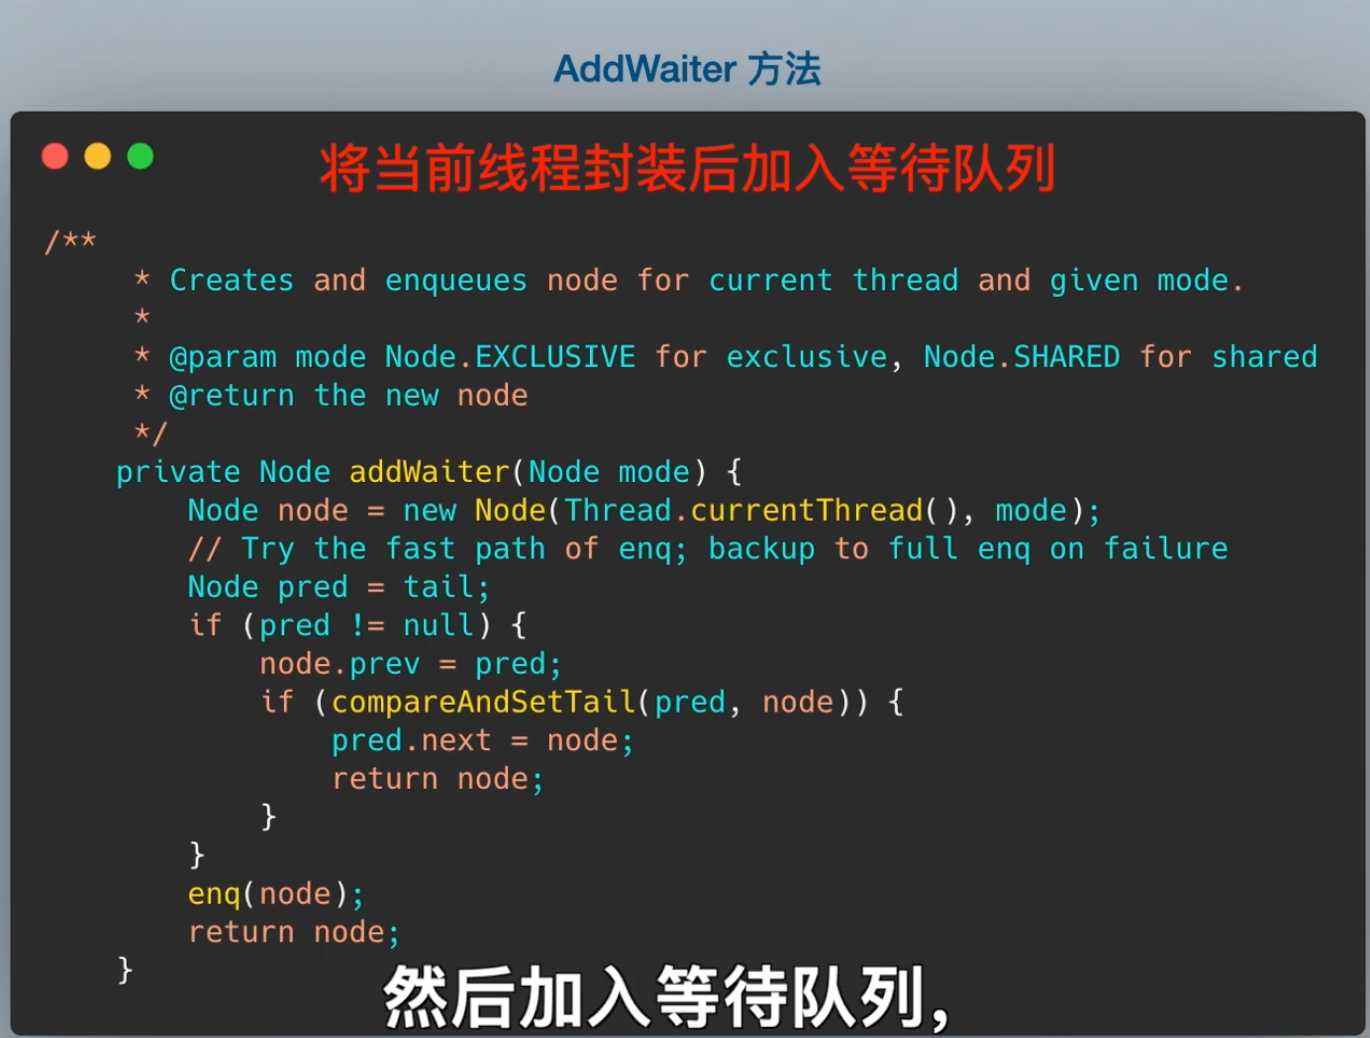 AddWaiter 方法
将当前线程封装后加入等待队列
/**
* Creates and enqueues node for current thread and given mode.
*
* @param mode Node.EXCLUSIVE for exclusive, Node.SHARED for shared
* @return the new node
*/
private Node addWaiter(Node mode) {
Node node = new Node(Thread.currentThread(), mode);
// Try the fast path of enq; backup to full enq on failure
Node pred = tail;
if (pred != null) {
node.prev = pred;
if (compareAndSetTail(pred, node)) {
pred.next = node;
return node;
}
}
enq(node);
return node;
}
然后加入等待队列,